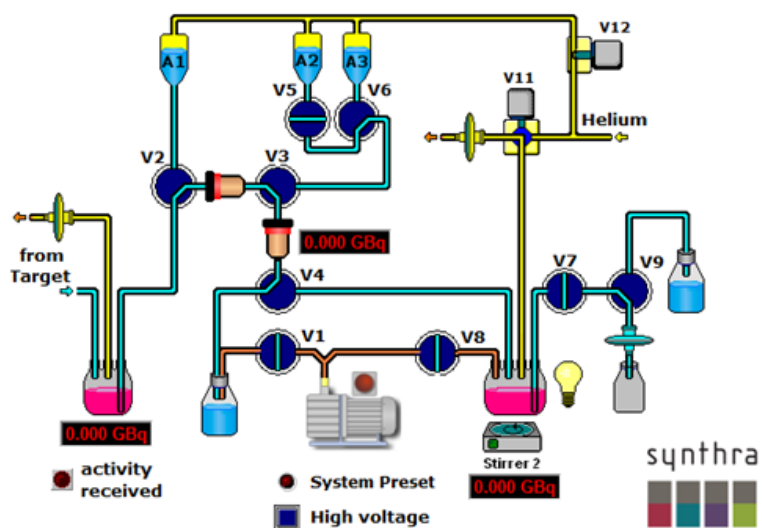 V12
A1
A2
A3
V11
V5
V6
Helium
V2
V3
from
Target
0.000 GBq
V4
V7
V9
V1
V8
0.000 GBq
Stirrer 2
0.000 GBq
activity
received
System Preset
High voltage
synthra